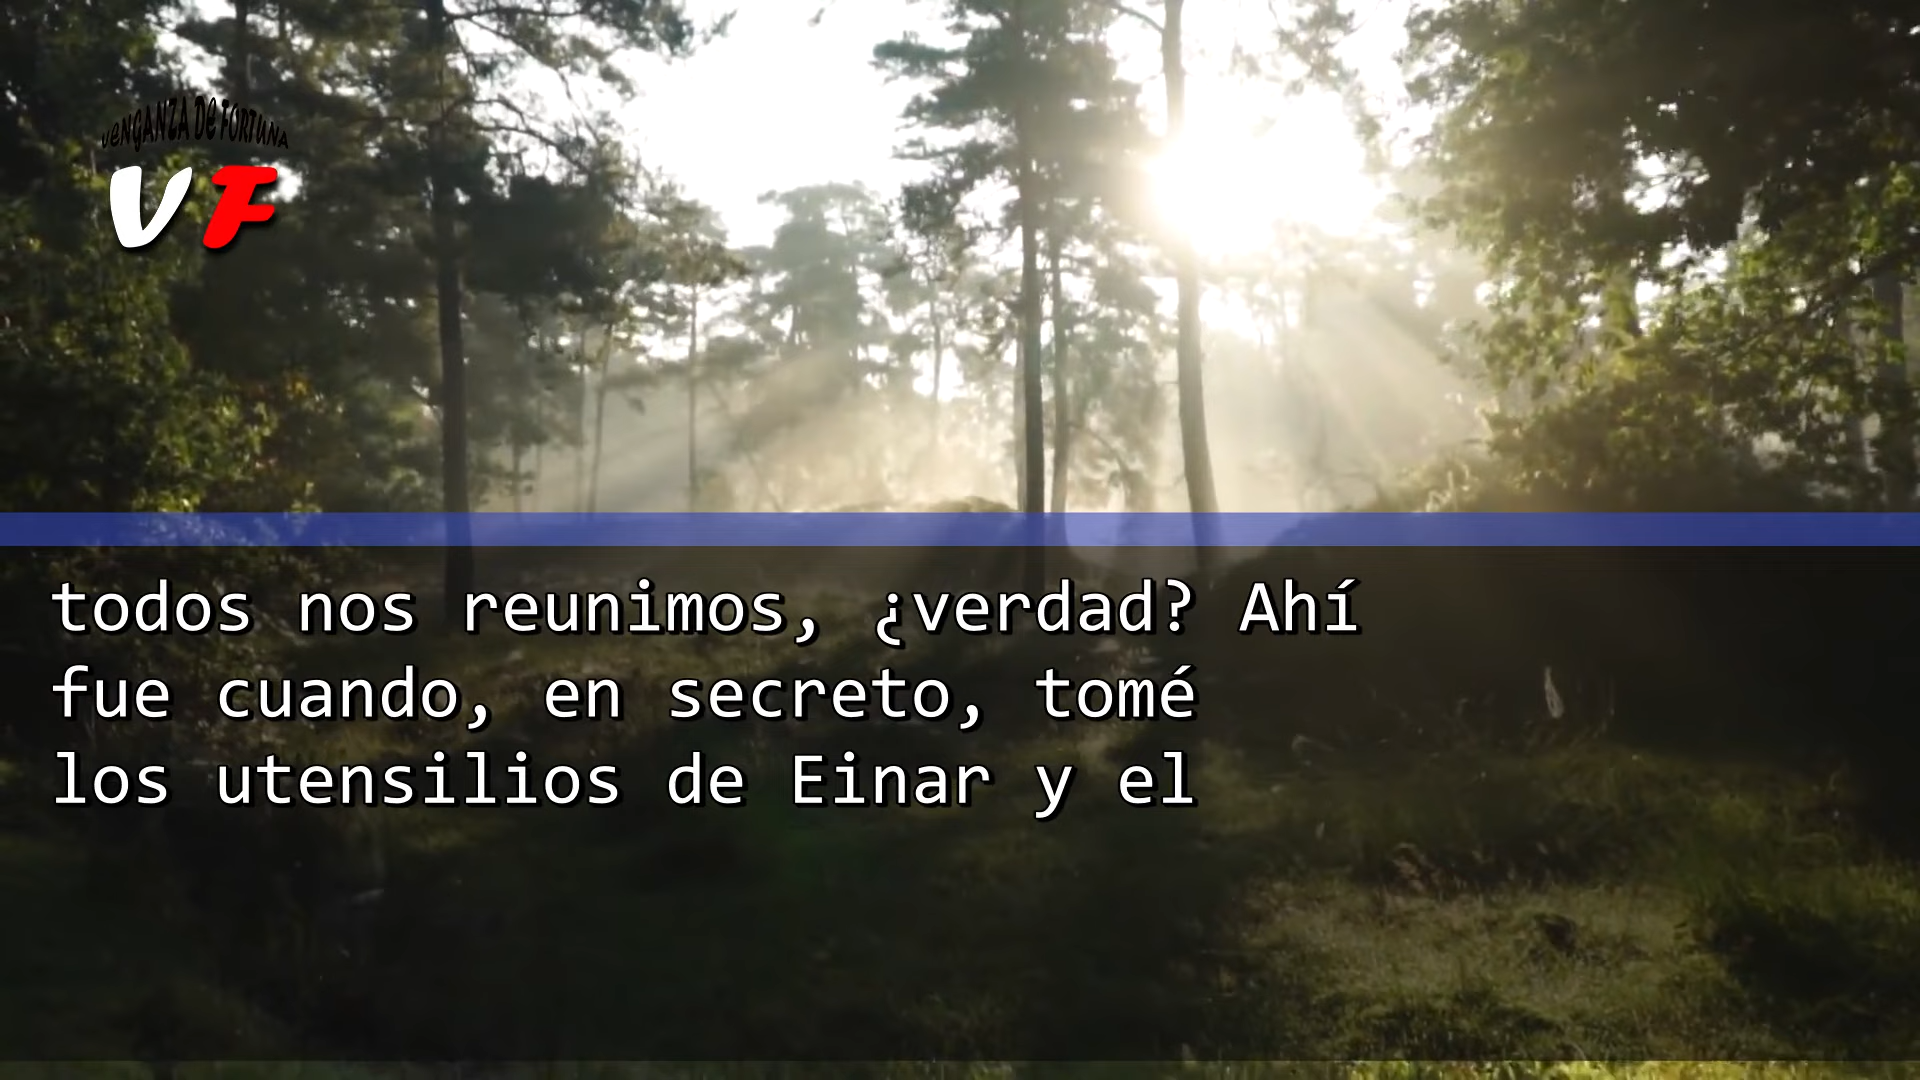 VENGANZA DE FORTUNA
VF
todos nos reunimos, ¿verdad? Ahí
fue cuando, en secreto, tomé
los utensilios de Einar y el